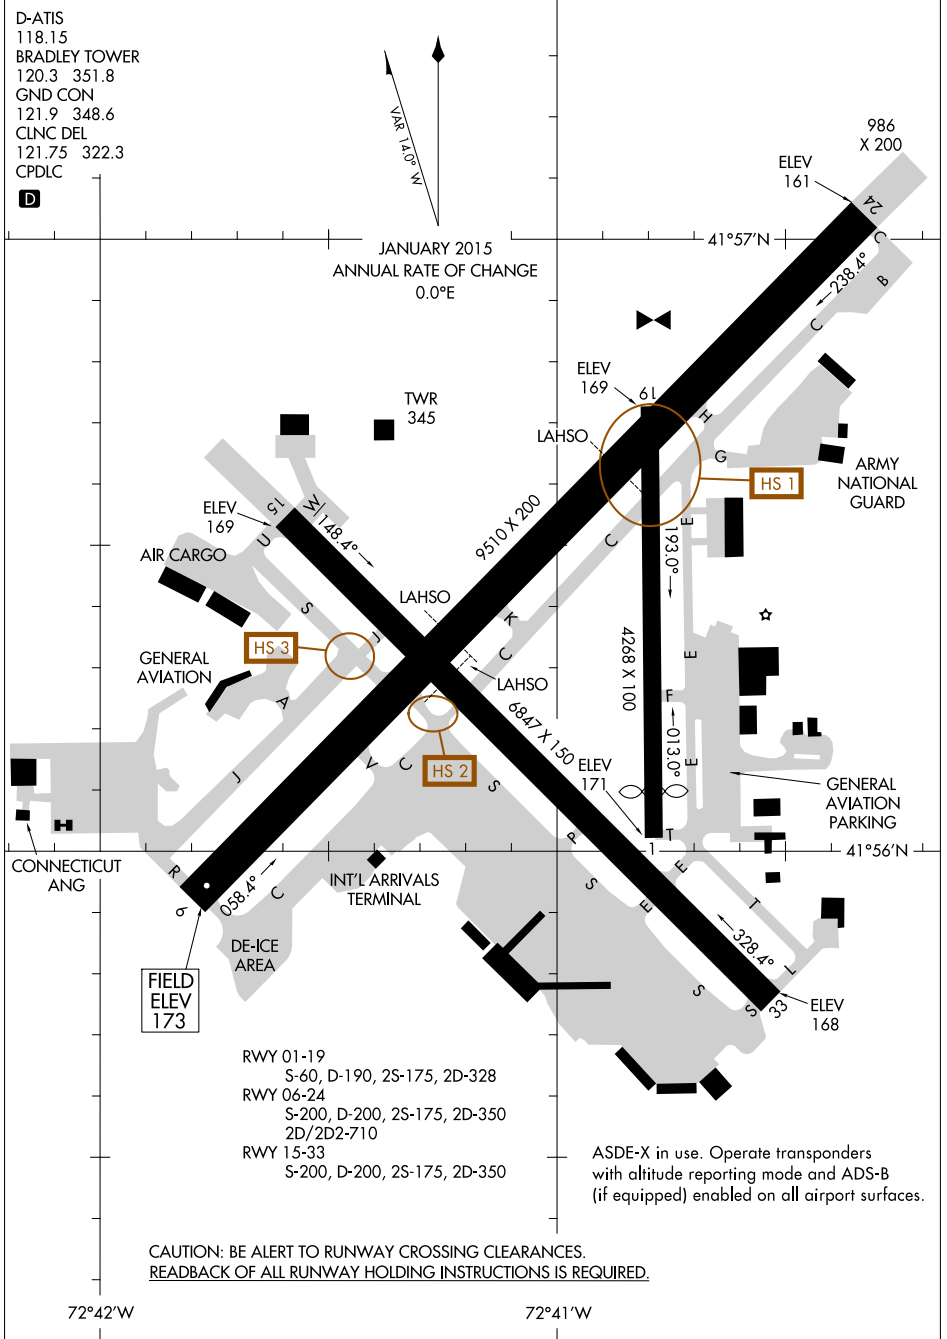 D-ATIS
118.15
BRADLEY TOWER
120.3 351.8
GND CON
121.9 348.6
CLNC DEL
121.75 322.3
CPDLC
D
VAR 14.0° W
JANUARY 2015
ANNUAL RATE OF CHANGE
0.0°E
986
X 200
ELEV
161
24
41°57'N
C
238.4°
B
C
ELEV
169
19
TWR
345
LAHSO
H
G
HS 1
ARMY
NATIONAL
GUARD
ELEV
169
15
W
U
148.4°
9510 X 200
C
E
193.0°
AIR CARGO
S
LAHSO
J
K
C
HS 3
GENERAL
AVIATION
A
LAHSO
4268 X 100
E
F
6847 X 150
013.0°
J
V
C
HS 2
S
ELEV
171
E
GENERAL
AVIATION
PARKING
CONNECTICUT
ANG
R
6
058.4°
C
INT'L ARRIVALS
TERMINAL
P
1
T
E
41°56'N
S
E
T
328.4°
DE-ICE
AREA
FIELD
ELEV
173
S
S
33
L
ELEV
168
RWY 01-19
S-60, D-190, 2S-175, 2D-328
RWY 06-24
S-200, D-200, 2S-175, 2D-350
2D/2D2-710
RWY 15-33
S-200, D-200, 2S-175, 2D-350
ASDE-X in use. Operate transponders
with altitude reporting mode and ADS-B
(if equipped) enabled on all airport surfaces.
CAUTION: BE ALERT TO RUNWAY CROSSING CLEARANCES.
READBACK OF ALL RUNWAY HOLDING INSTRUCTIONS IS REQUIRED.
72°42'W
72°41'W